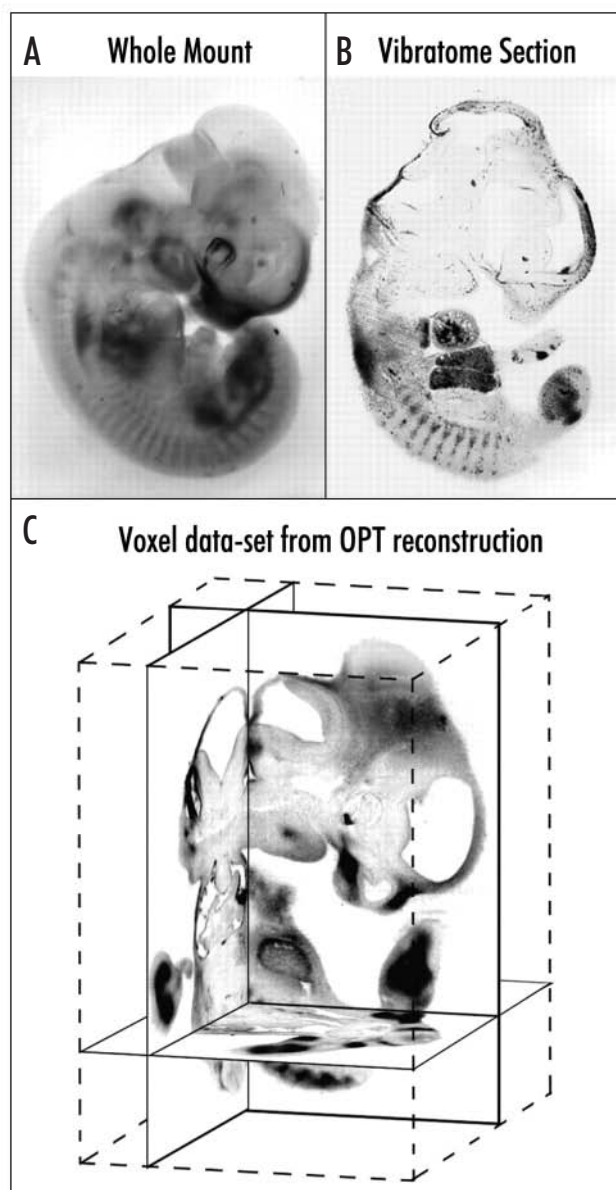 A Whole Mount
B Vibratome Section
C
Voxel data-set from OPT reconstruction